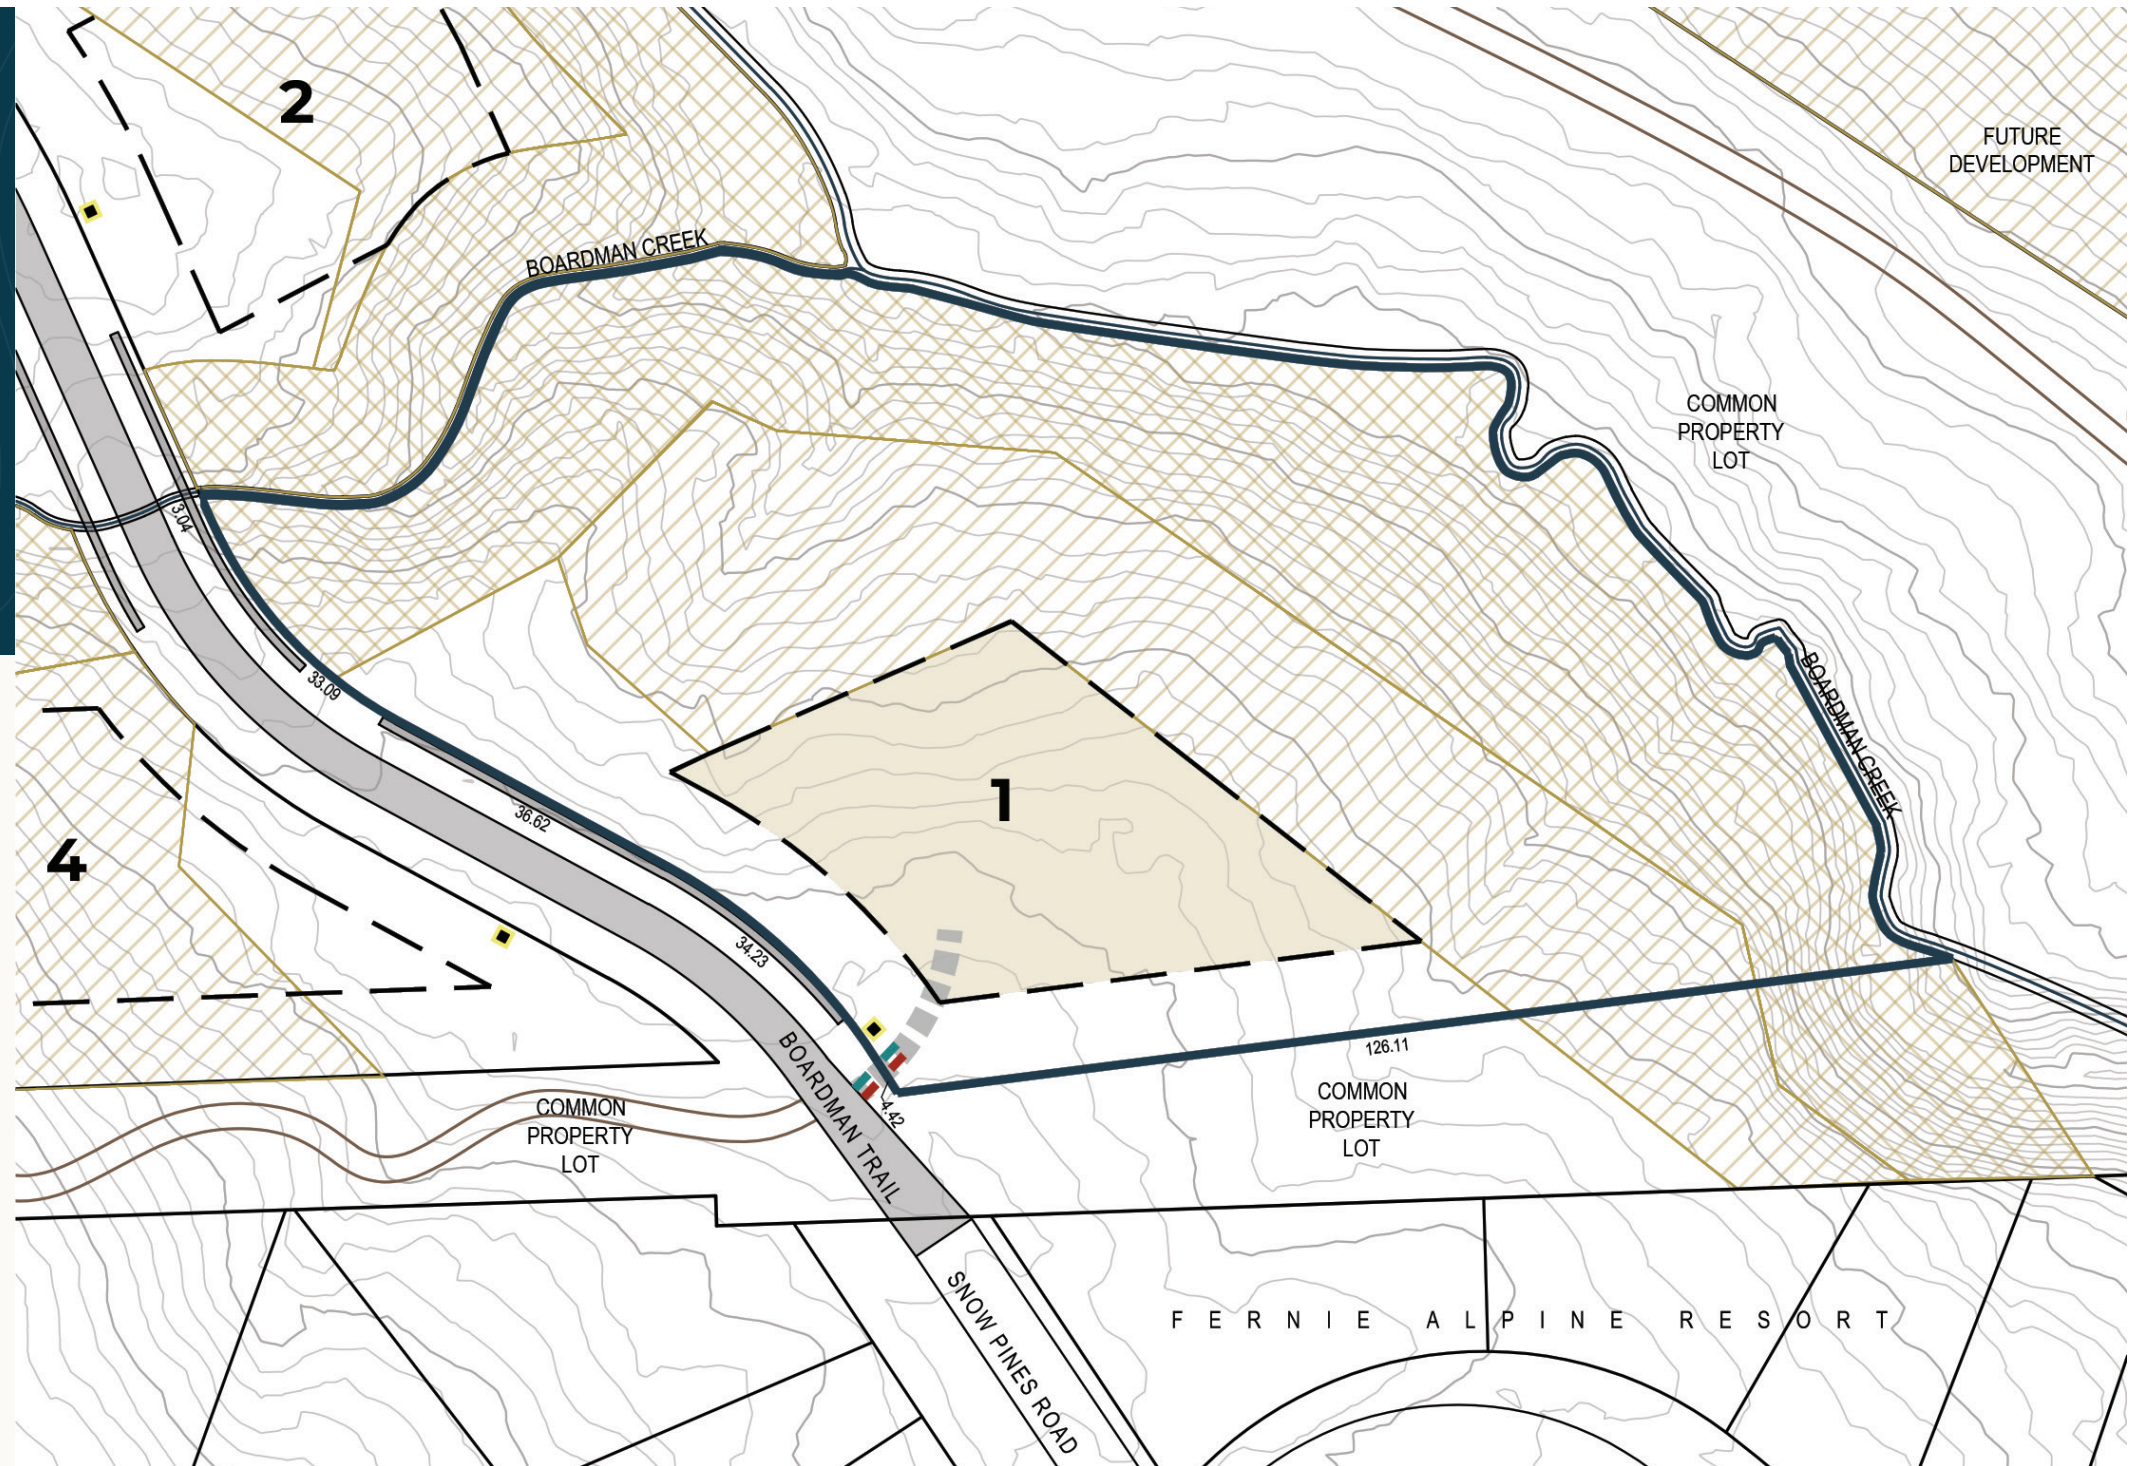 2
FUTURE
DEVELOPMENT
BOARDMAN CREEK
COMMON
PROPERTY
LOT
3.04
33.09
BOARDMAN CREEK
36.62
1
4
34.23
BOARDMAN TRAIL
126.11
4.42
COMMON
PROPERTY
LOT
COMMON
PROPERTY
LOT
SNOW PINES ROAD
FERNIE ALPINE RESORT